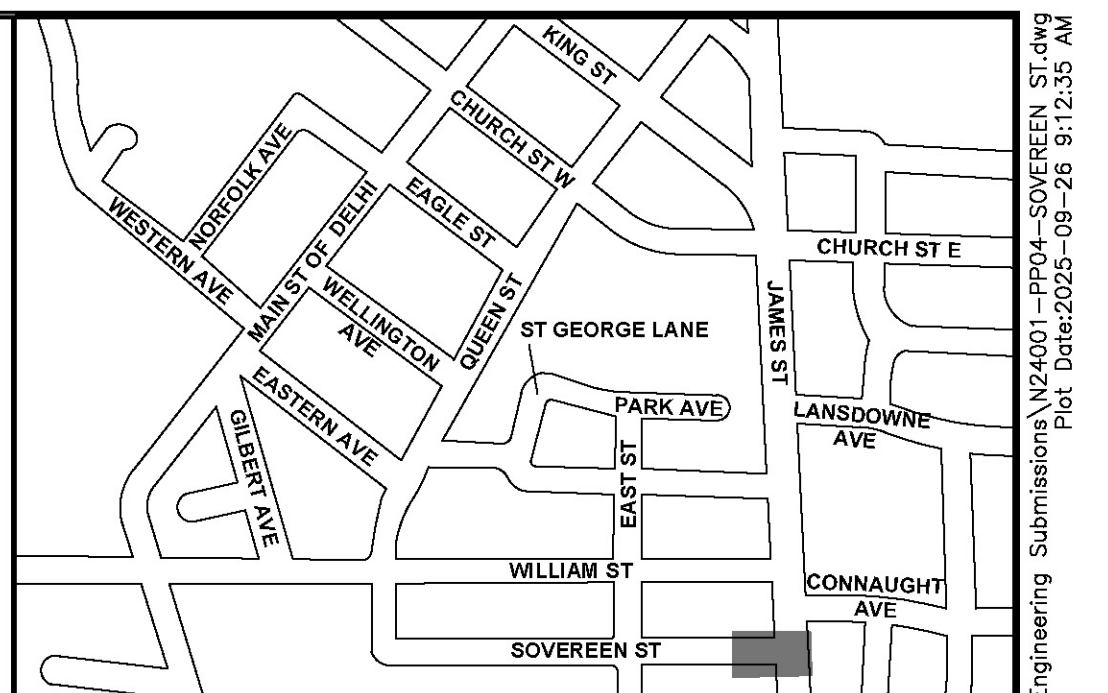 KING ST
CHURCH ST W
NORFOLK AVE
EAGLE ST
WESTERN AVE
MAIN ST OF DELHI
CHURCH ST E
WELLINGTON
AVE
QUEEN ST
JAMES ST
ST GEORGE LANE
EASTERN AVE
PARK AVE
LANSDOWNE
AVE
GILBERT AVE
EAST ST
WILLIAM ST
CONNAUGHT
AVE
SOVEREEN ST
Engineering Submissions\N24001-PP04-SOVEREEN ST.dwg
Plot Date:2025-09-26 9:12:35 AM